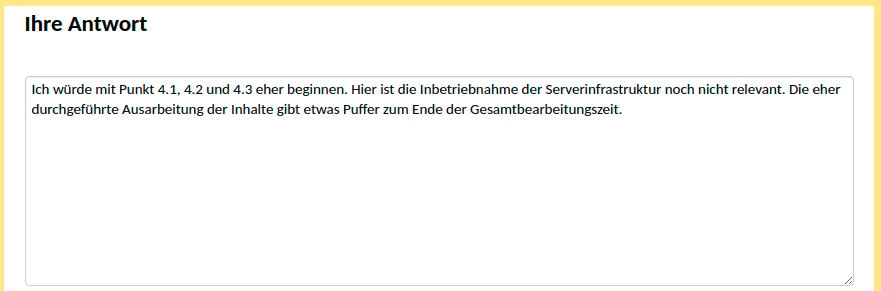 Ihre Antwort
Ich würde mit Punkt 4.1, 4.2 und 4.3 eher beginnen. Hier ist die Inbetriebnahme der Serverinfrastruktur noch nicht relevant. Die eher
durchgeführte Ausarbeitung der Inhalte gibt etwas Puffer zum Ende der Gesamtbearbeitungszeit.